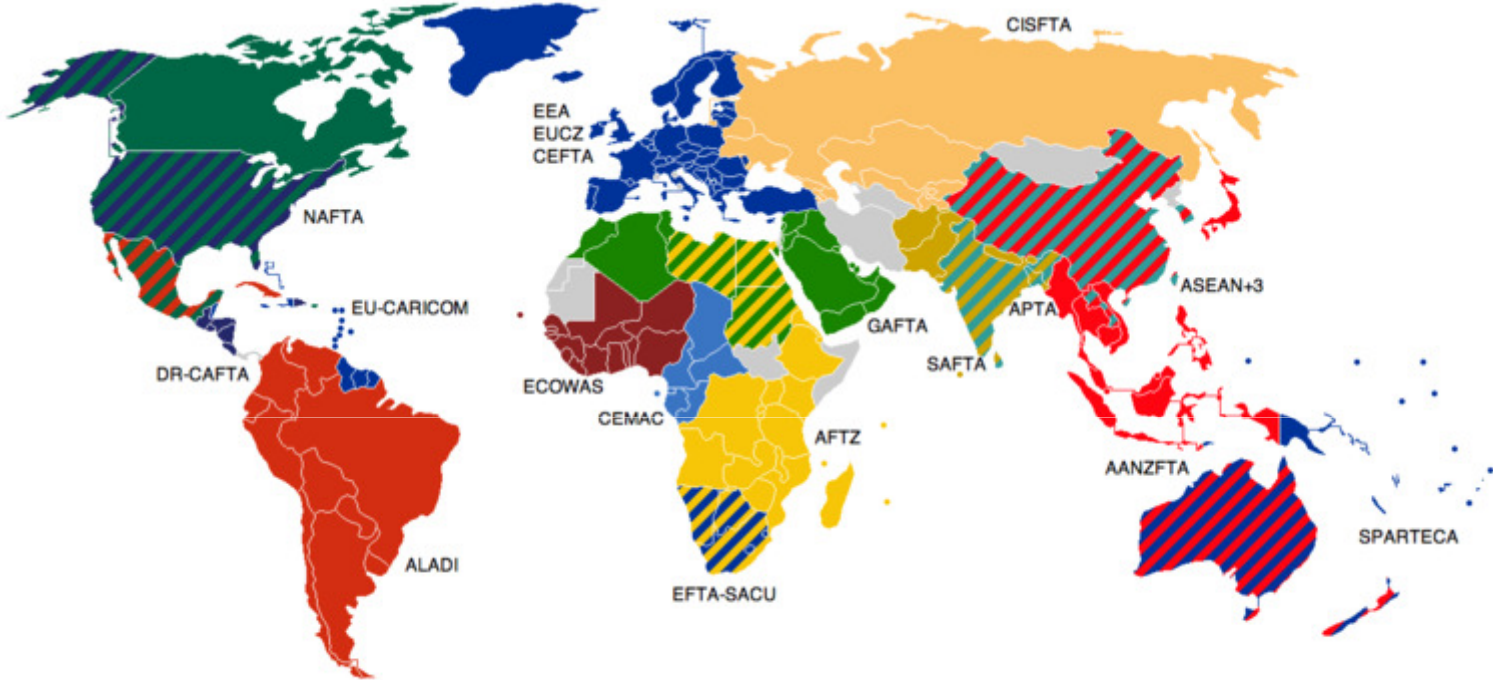 CISFTA
EEA
EUCZ
CEFTA
NAFTA
EU-CARICOM
ASEAN+3
APTA
GAFTA
SAFTA
DR-CAFTA
ECOWAS
CEMAC
AFTZ
AANZFTA
SPARTECA
ALADI
EFTA-SACU